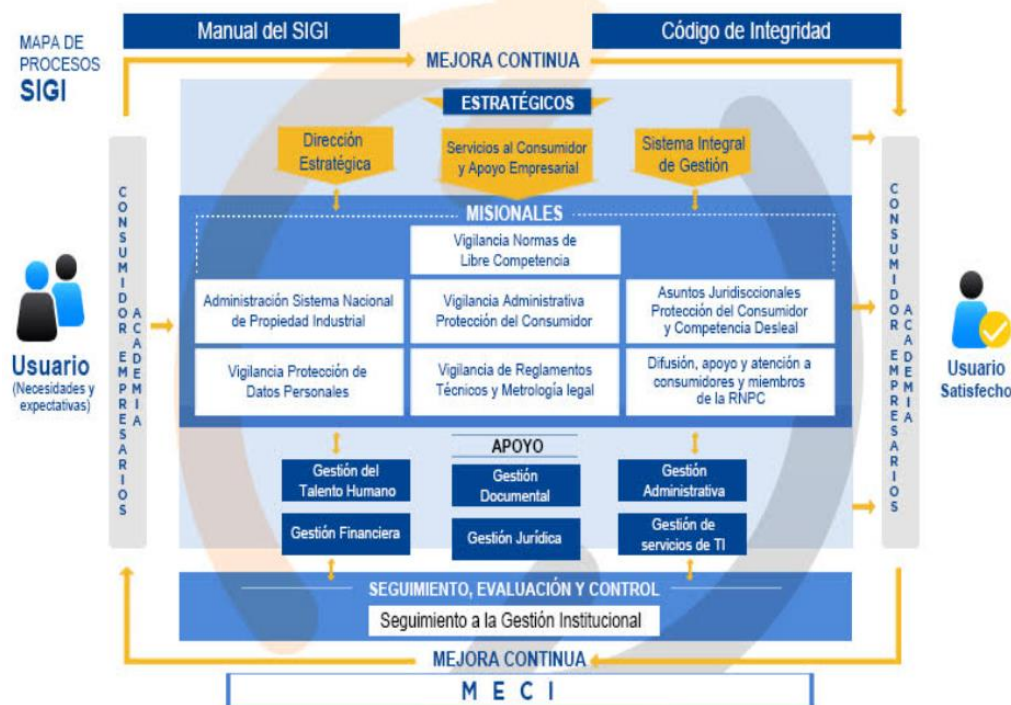 Manual del SIGI
Código de Integridad
MAPA DE
PROCESOS
SIGI
MEJORA CONTINUA
ESTRATÉGICOS
Dirección
Estratégica
Servicios al Consumidor
y Apoyo Empresarial
Sistema Integral
de Gestión
CONSUMIDOR EMPRESARIOS
ACADEMIA
Usuario
(Necesidades y
expectativas)
MISIONALES
Vigilancia Normas de
Libre Competencia
Administración Sistema Nacional
de Propiedad Industrial
Vigilancia Administrativa
Protección del Consumidor
Asuntos Jurisdiccionales
Protección del Consumidor
y Competencia Desleal
Vigilancia Protección de
Datos Personales
Vigilancia de Reglamentos
Técnicos y Metrología legal
Difusión, apoyo y atención a
consumidores y miembros
de la RNPC
CONSUMIDOR EMPRESARIOS
ACADEMIA
Usuario
Satisfecho
APOYO
Gestión del
Talento Humano
Gestión
Documental
Gestión
Administrativa
Gestión Financiera
Gestión Jurídica
Gestión de
servicios de TI
SEGUIMIENTO, EVALUACIÓN Y CONTROL
Seguimiento a la Gestión Institucional
MEJORA CONTINUA
MECI